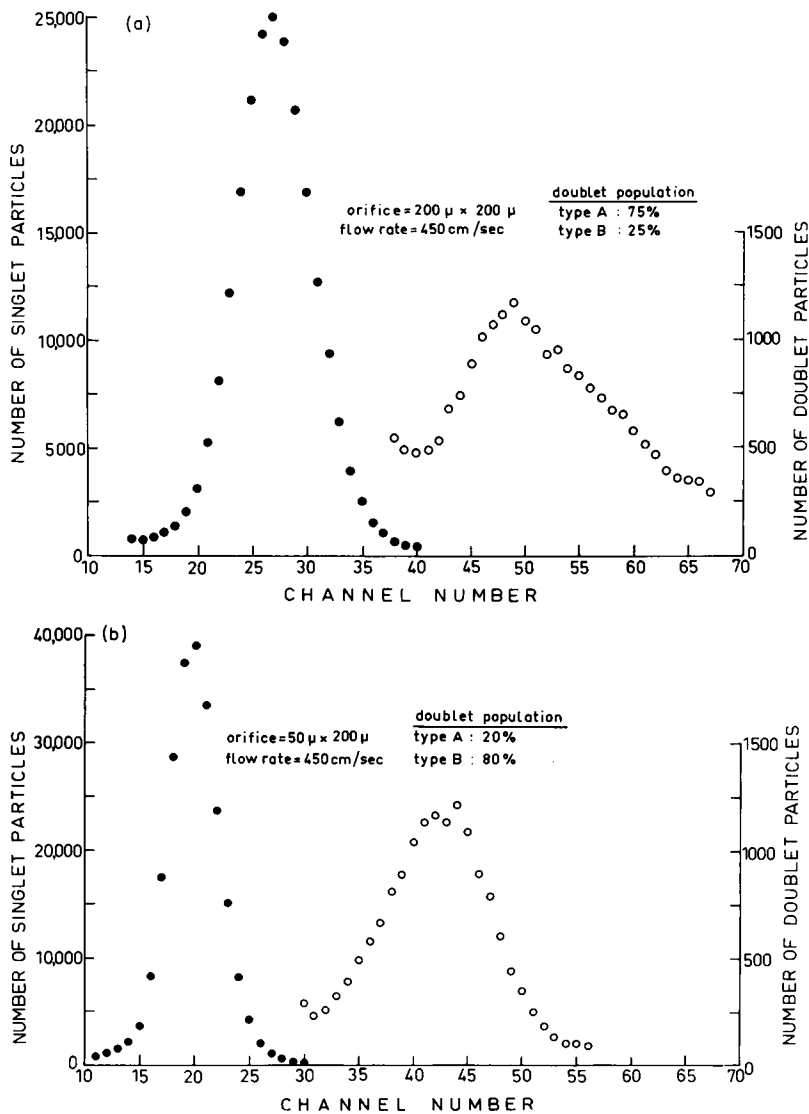 (a)
25,000
20,000
15,000
10,000
5000
0
NUMBER OF SINGLET PARTICLES
orifice=200 μ × 200 μ
flow rate=450cm/sec
doublet population
type A : 75%
type B : 25%
1500
1000
500
0
NUMBER OF DOUBLET PARTICLES
10 15 20 25 30 35 40 45 50 55 60 65 70
CHANNEL NUMBER
(b)
40,000
30,000
20,000
10,000
0
NUMBER OF SINGLET PARTICLES
orifice=50 μ × 200 μ
flow rate=450cm/sec
doublet population
type A : 20%
type B : 80%
1500
1000
500
0
NUMBER OF DOUBLET PARTICLES
11 15 20 25 30 35 40 45 50 55 60 65 70
CHANNEL NUMBER